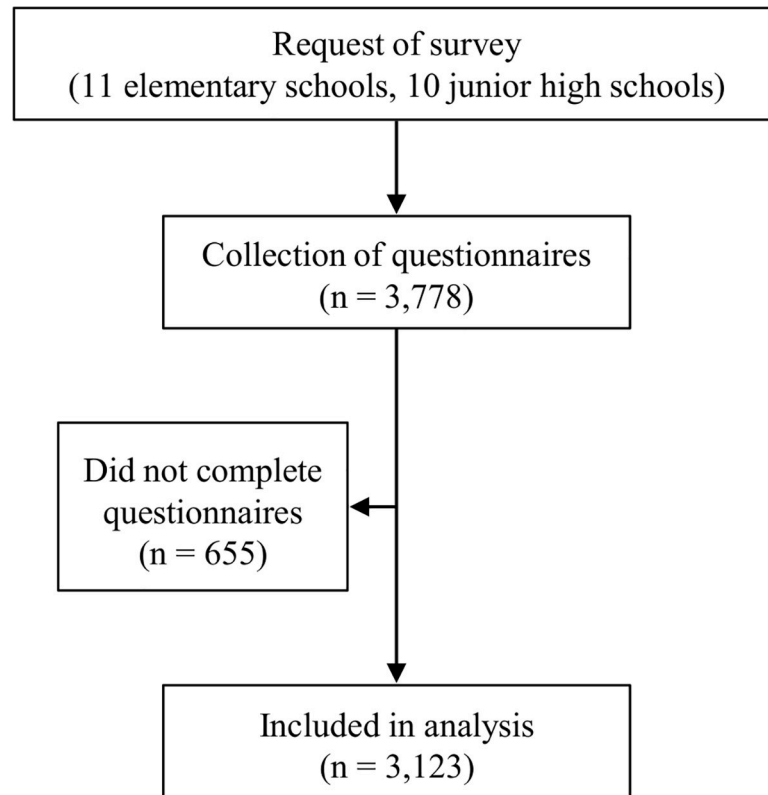 Request of survey
(11 elementary schools, 10 junior high schools)
Collection of questionnaires
(n = 3,778)
Did not complete
questionnaires
(n = 655)
Included in analysis
(n = 3,123)